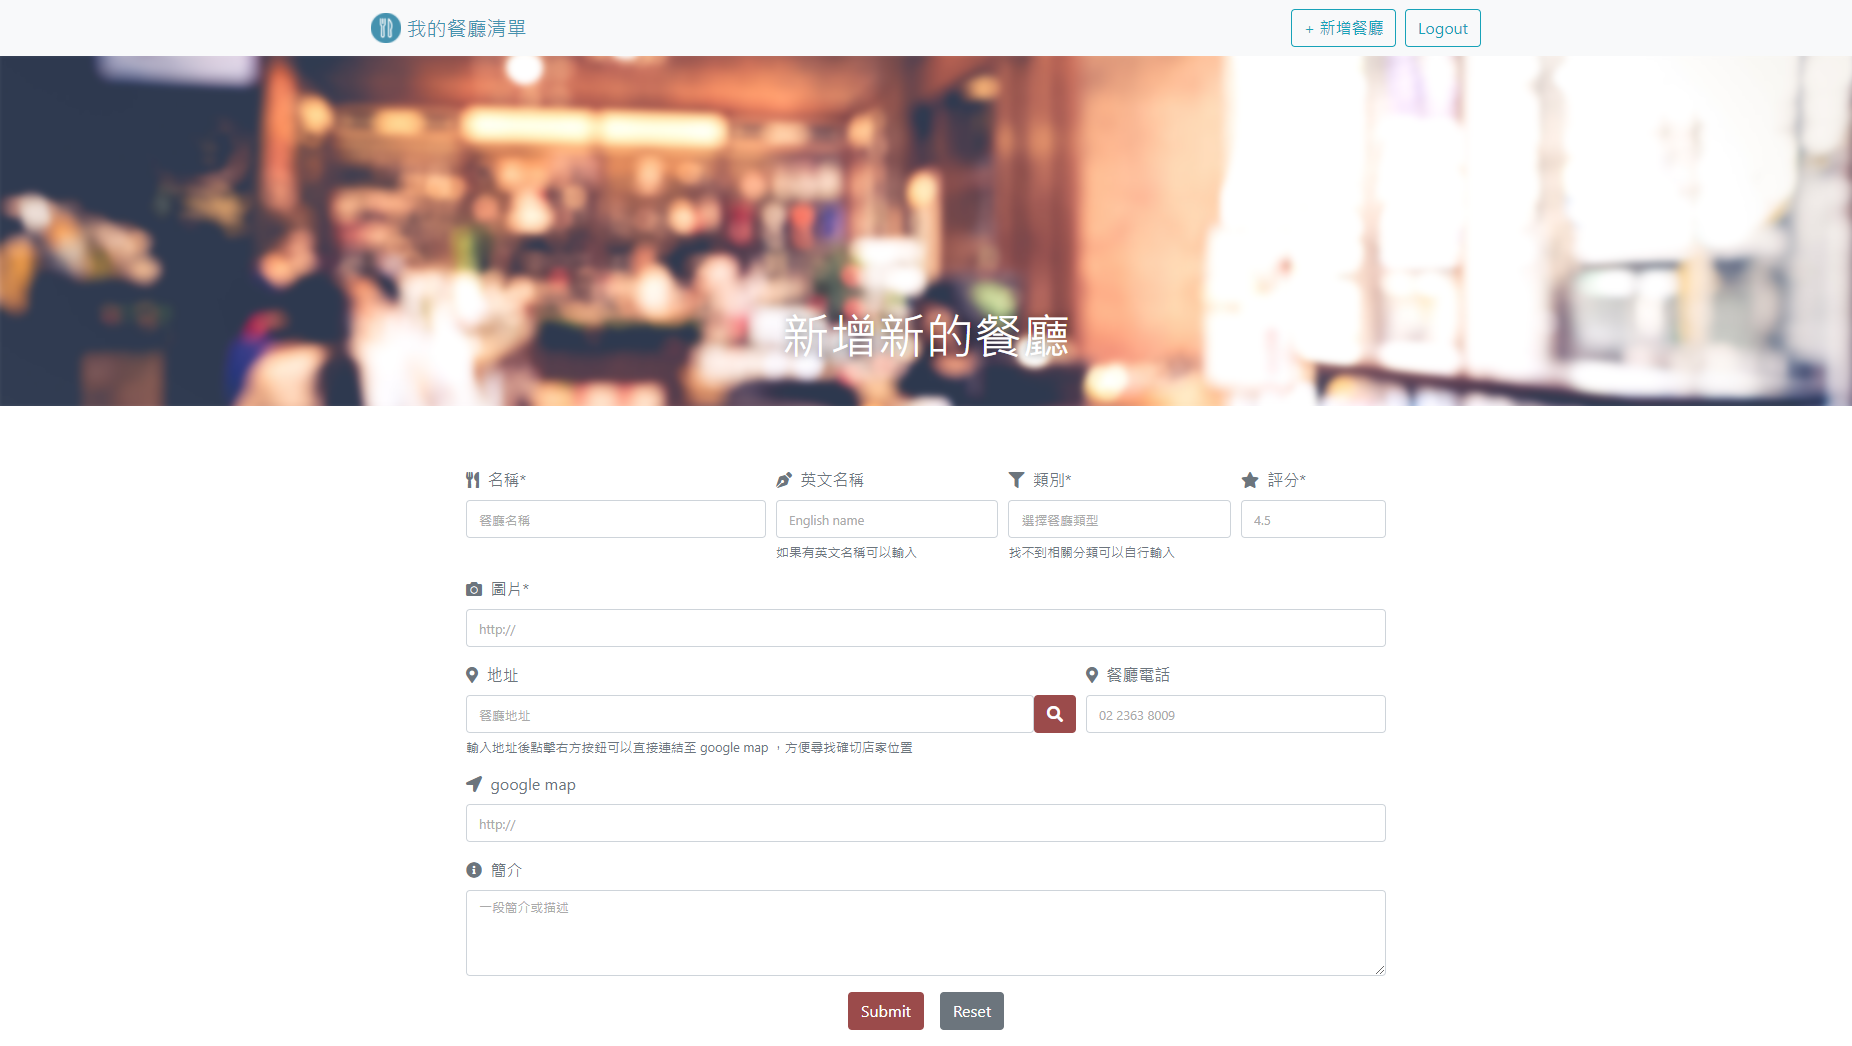 我的餐廳清單
+ 新增餐廳
Logout
新增新的餐廳
名稱*
英文名稱
類別*
評分*
餐廳名稱
English name
選擇餐廳類型
4.5
如果有英文名稱可以輸入
找不到相關分類可以自行輸入
圖片*
http://
地址
餐廳電話
餐廳地址
02 2363 8009
輸入地址後點擊右方按鈕可以直接連結至 google map ，方便尋找確切店家位置
google map
http://
簡介
一段簡介或描述
Submit
Reset